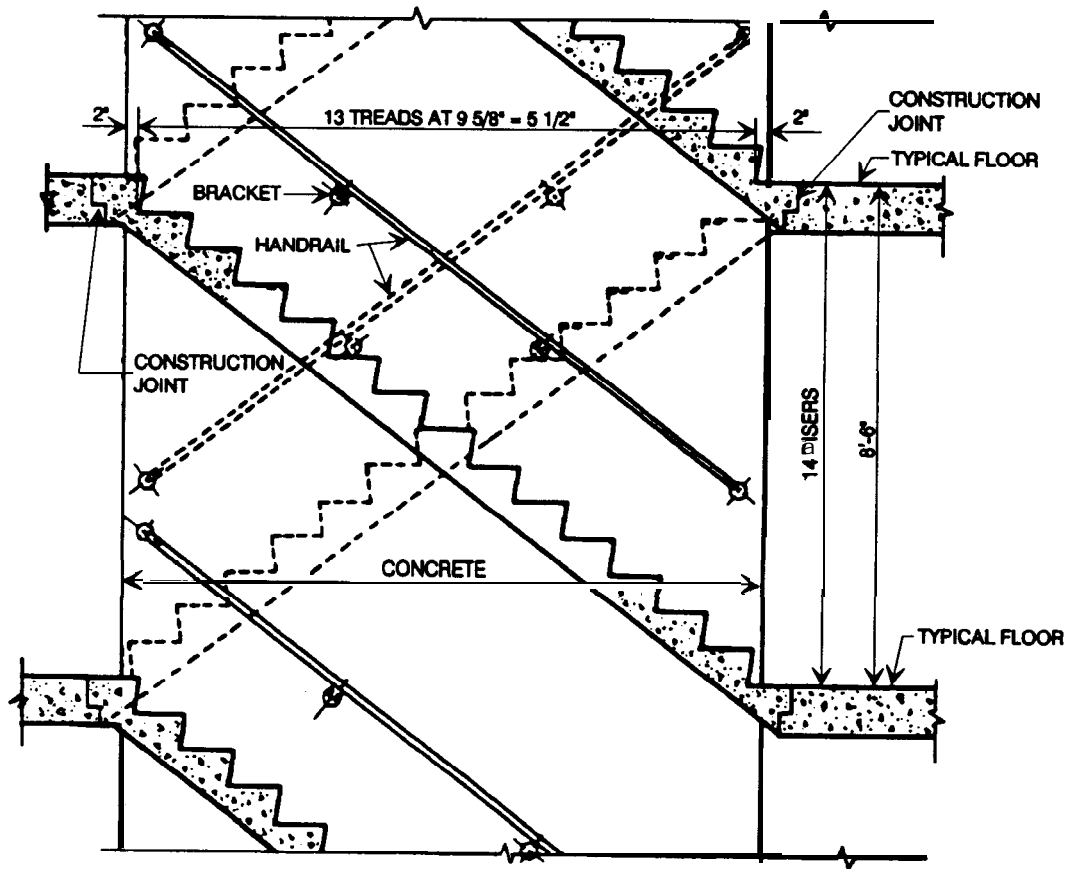 CONSTRUCTION
JOINT
2"
13 TREADS AT 9 5/8" = 5 1/2"
2"
TYPICAL FLOOR
BRACKET
HANDRAIL
CONSTRUCTION
JOINT
14 DISERS
8'-6"
CONCRETE
TYPICAL FLOOR